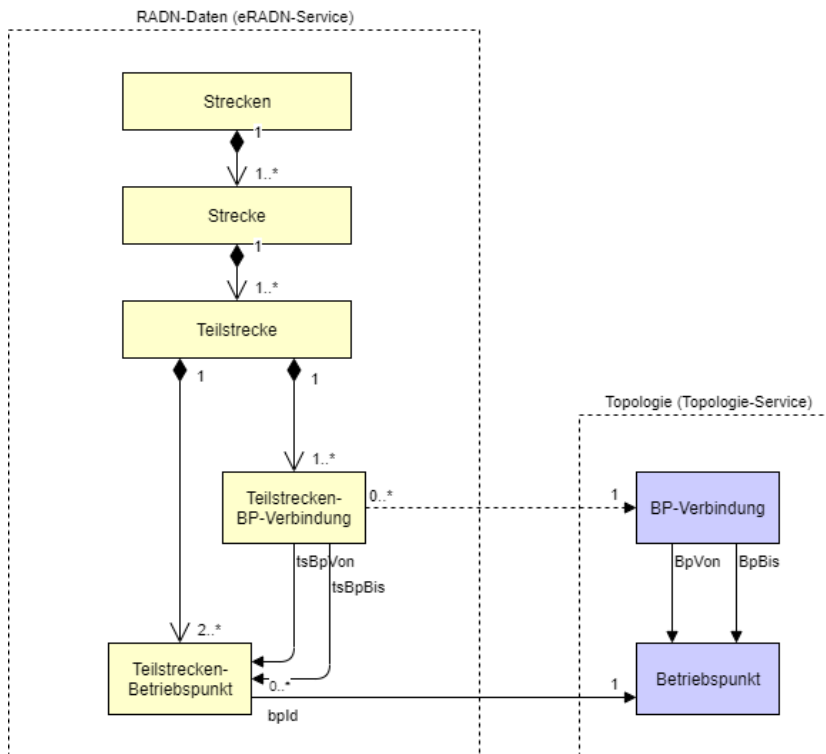 RADN-Daten (eRADN-Service)
Strecken
1
1..*
Strecke
1
1..*
Teilstrecke
1
1
Topologie (Topologie-Service)
1..*
Teilstrecken-
BP-Verbindung
0..*
1
BP-Verbindung
tsBpVon
tsBpBis
BpVon
BpBis
2..*
Teilstrecken-
Betriebspunkt
0..*
bpId
1
Betriebspunkt